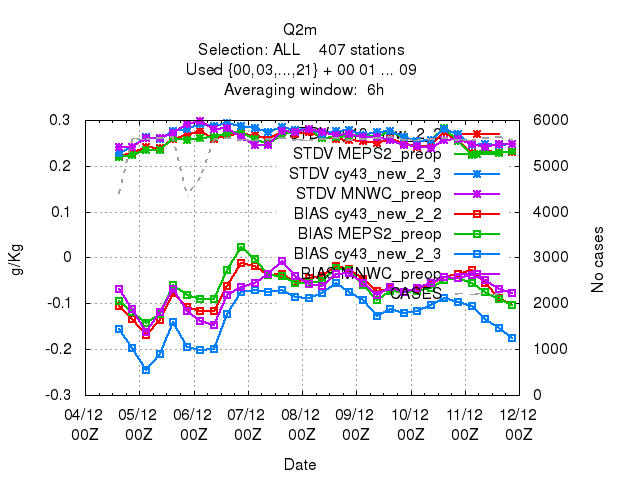 Q2m
Selection: ALL 407 stations
Used {00,03,...,21} + 00 01 ... 09
Averaging window: 6h
0.3
0.2
0.1
0
-0.1
-0.2
-0.3
g/Kg
6000
5000
4000
3000
2000
1000
0
No cases
STDV cy43_new_2_2
STDV MEPS2_preop
STDV cy43_new_2_3
STDV MNWC_preop
BIAS cy43_new_2_2
BIAS MEPS2_preop
BIAS cy43_new_2_3
BIAS MNWC_preop
CASES
04/12 05/12 06/12 07/12 08/12 09/12 10/12 11/12 12/12
00Z 00Z 00Z 00Z 00Z 00Z 00Z 00Z 00Z
Date